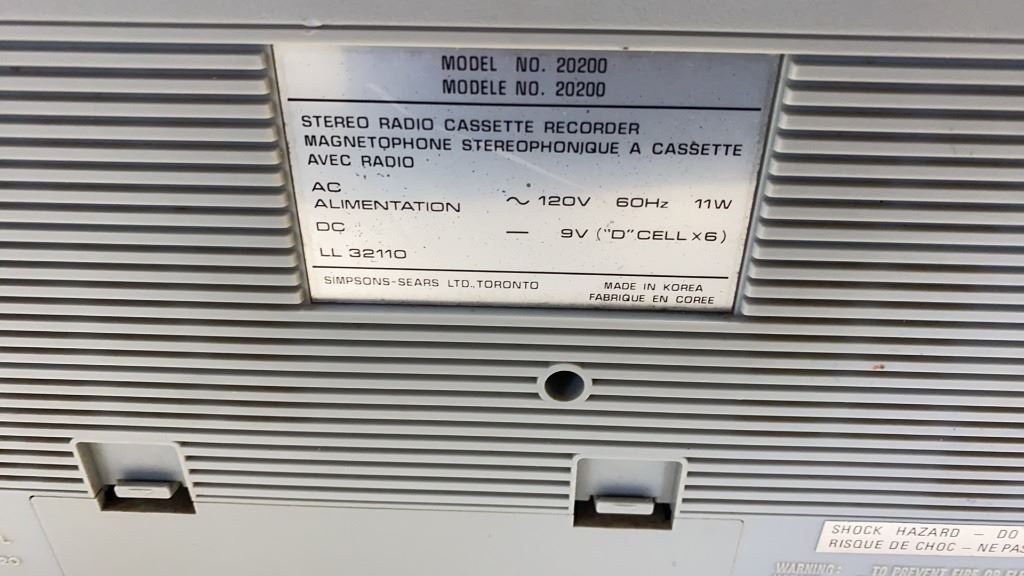 MODEL NO. 20200
MODELE NO. 20200
STEREO RADIO CASSETTE RECORDER
MAGNETOPHONE STEREOPHONIQUE A CASSETTE
AVEC RADIO
AC
ALIMENTATION ~ 120V 60Hz 11W
DC — 9V ("D" CELL x6)
LL 32110
SIMPSONS-SEARS LTD., TORONTO
MADE IN KOREA
FABRIQUE EN COREE
SHOCK HAZARD – DO
RISQUE DE CHOC – NE PAS
WARNING: TO PREVENT FIRE OR